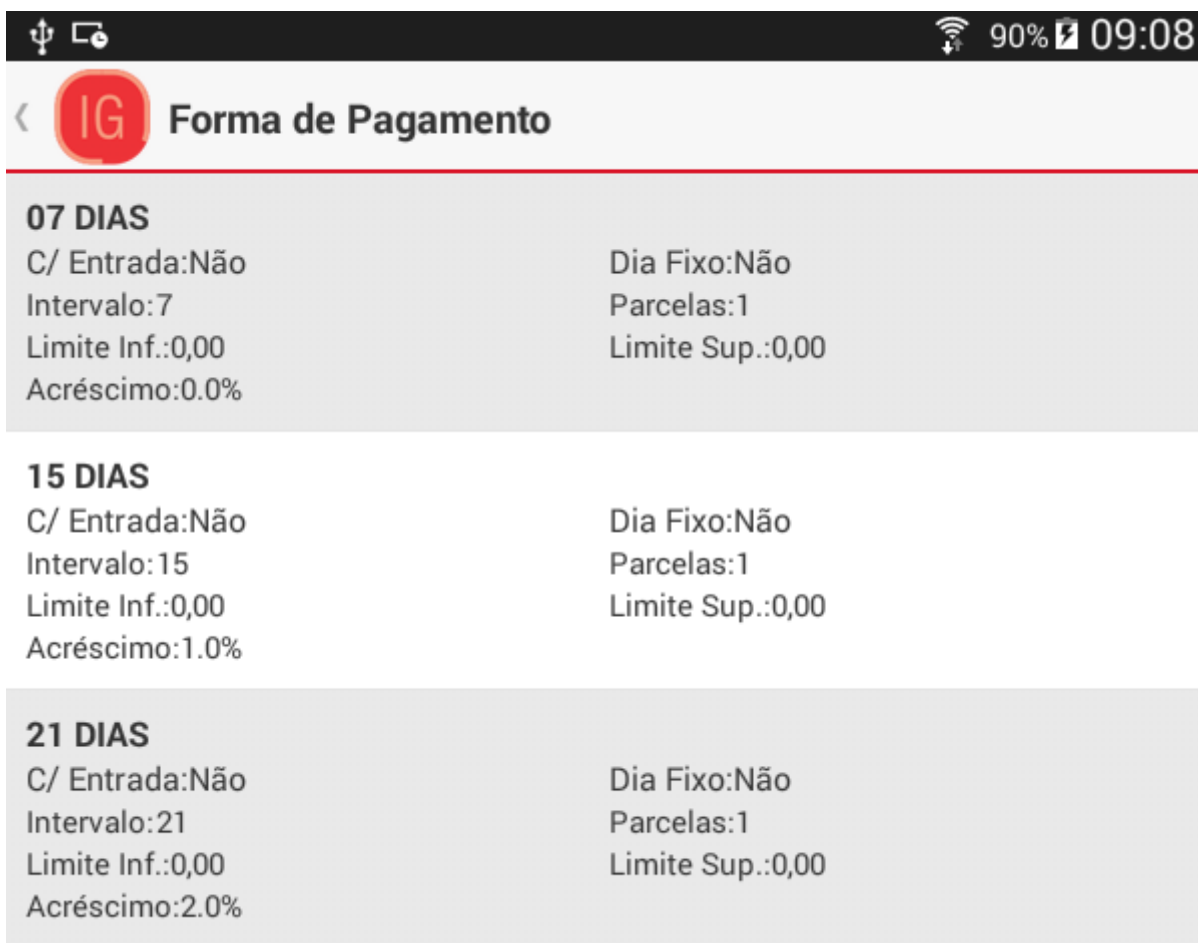 90% 09:08
IG Forma de Pagamento
07 DIAS
C/ Entrada:Não Dia Fixo:Não
Intervalo:7 Parcelas:1
Limite Inf.:0,00 Limite Sup.:0,00
Acréscimo:0.0%
15 DIAS
C/ Entrada:Não Dia Fixo:Não
Intervalo:15 Parcelas:1
Limite Inf.:0,00 Limite Sup.:0,00
Acréscimo:1.0%
21 DIAS
C/ Entrada:Não Dia Fixo:Não
Intervalo:21 Parcelas:1
Limite Inf.:0,00 Limite Sup.:0,00
Acréscimo:2.0%